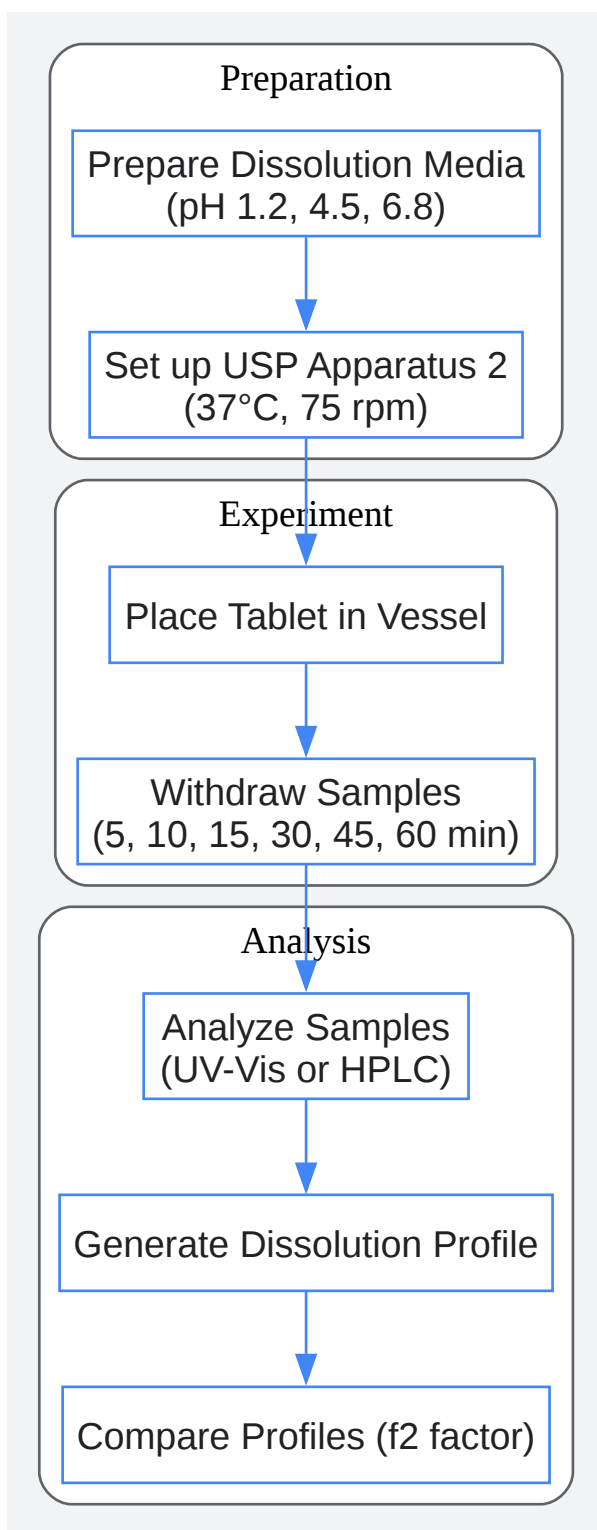 Preparation
Prepare Dissolution Media
(pH 1.2, 4.5, 6.8)
Set up USP Apparatus 2
(37°C, 75 rpm)
Experiment
Place Tablet in Vessel
Withdraw Samples
(5, 10, 15, 30, 45, 60 min)
Analysis
Analyze Samples
(UV-Vis or HPLC)
Generate Dissolution Profile
Compare Profiles (f2 factor)